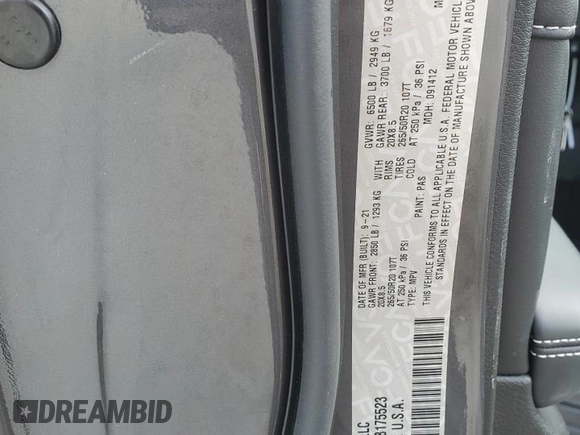 LLC
DATE OF MFR (BUILT): 9-21 GVWR: 6500 LB / 2949 KG
GAWR FRONT: 2850 LB / 1293 KG WITH GAWR REAR: 3700 LB / 1679 KG
20X8.5 RIMS 20X8.5
265/50R20 107T TIRES 265/50R20 107T
AT 250 kPa / 36 PSI COLD AT 250 kPa / 36 PSI
TYPE: MPV PAINT: PAS MDH: 091412
THIS VEHICLE CONFORMS TO ALL APPLICABLE U.S.A. FEDERAL MOTOR VEHICLE
STANDARDS IN EFFECT ON THE DATE OF MANUFACTURE SHOWN ABOVE
175523
U.S.A.
DREAMBID